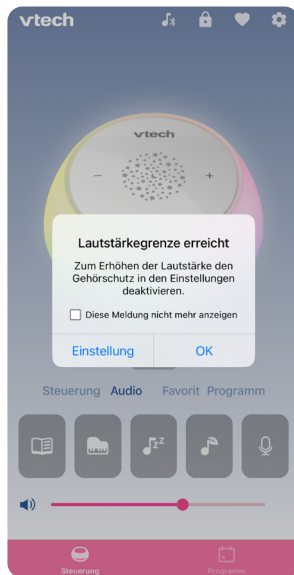 vtech
vtech
Lautstärkegrenze erreicht
Zum Erhöhen der Lautstärke den
Gehörschutz in den Einstellungen
deaktivieren.
Diese Meldung nicht mehr anzeigen
Einstellung OK
Steuerung Audio Favorit Programm
zZ
Steuerung Programm